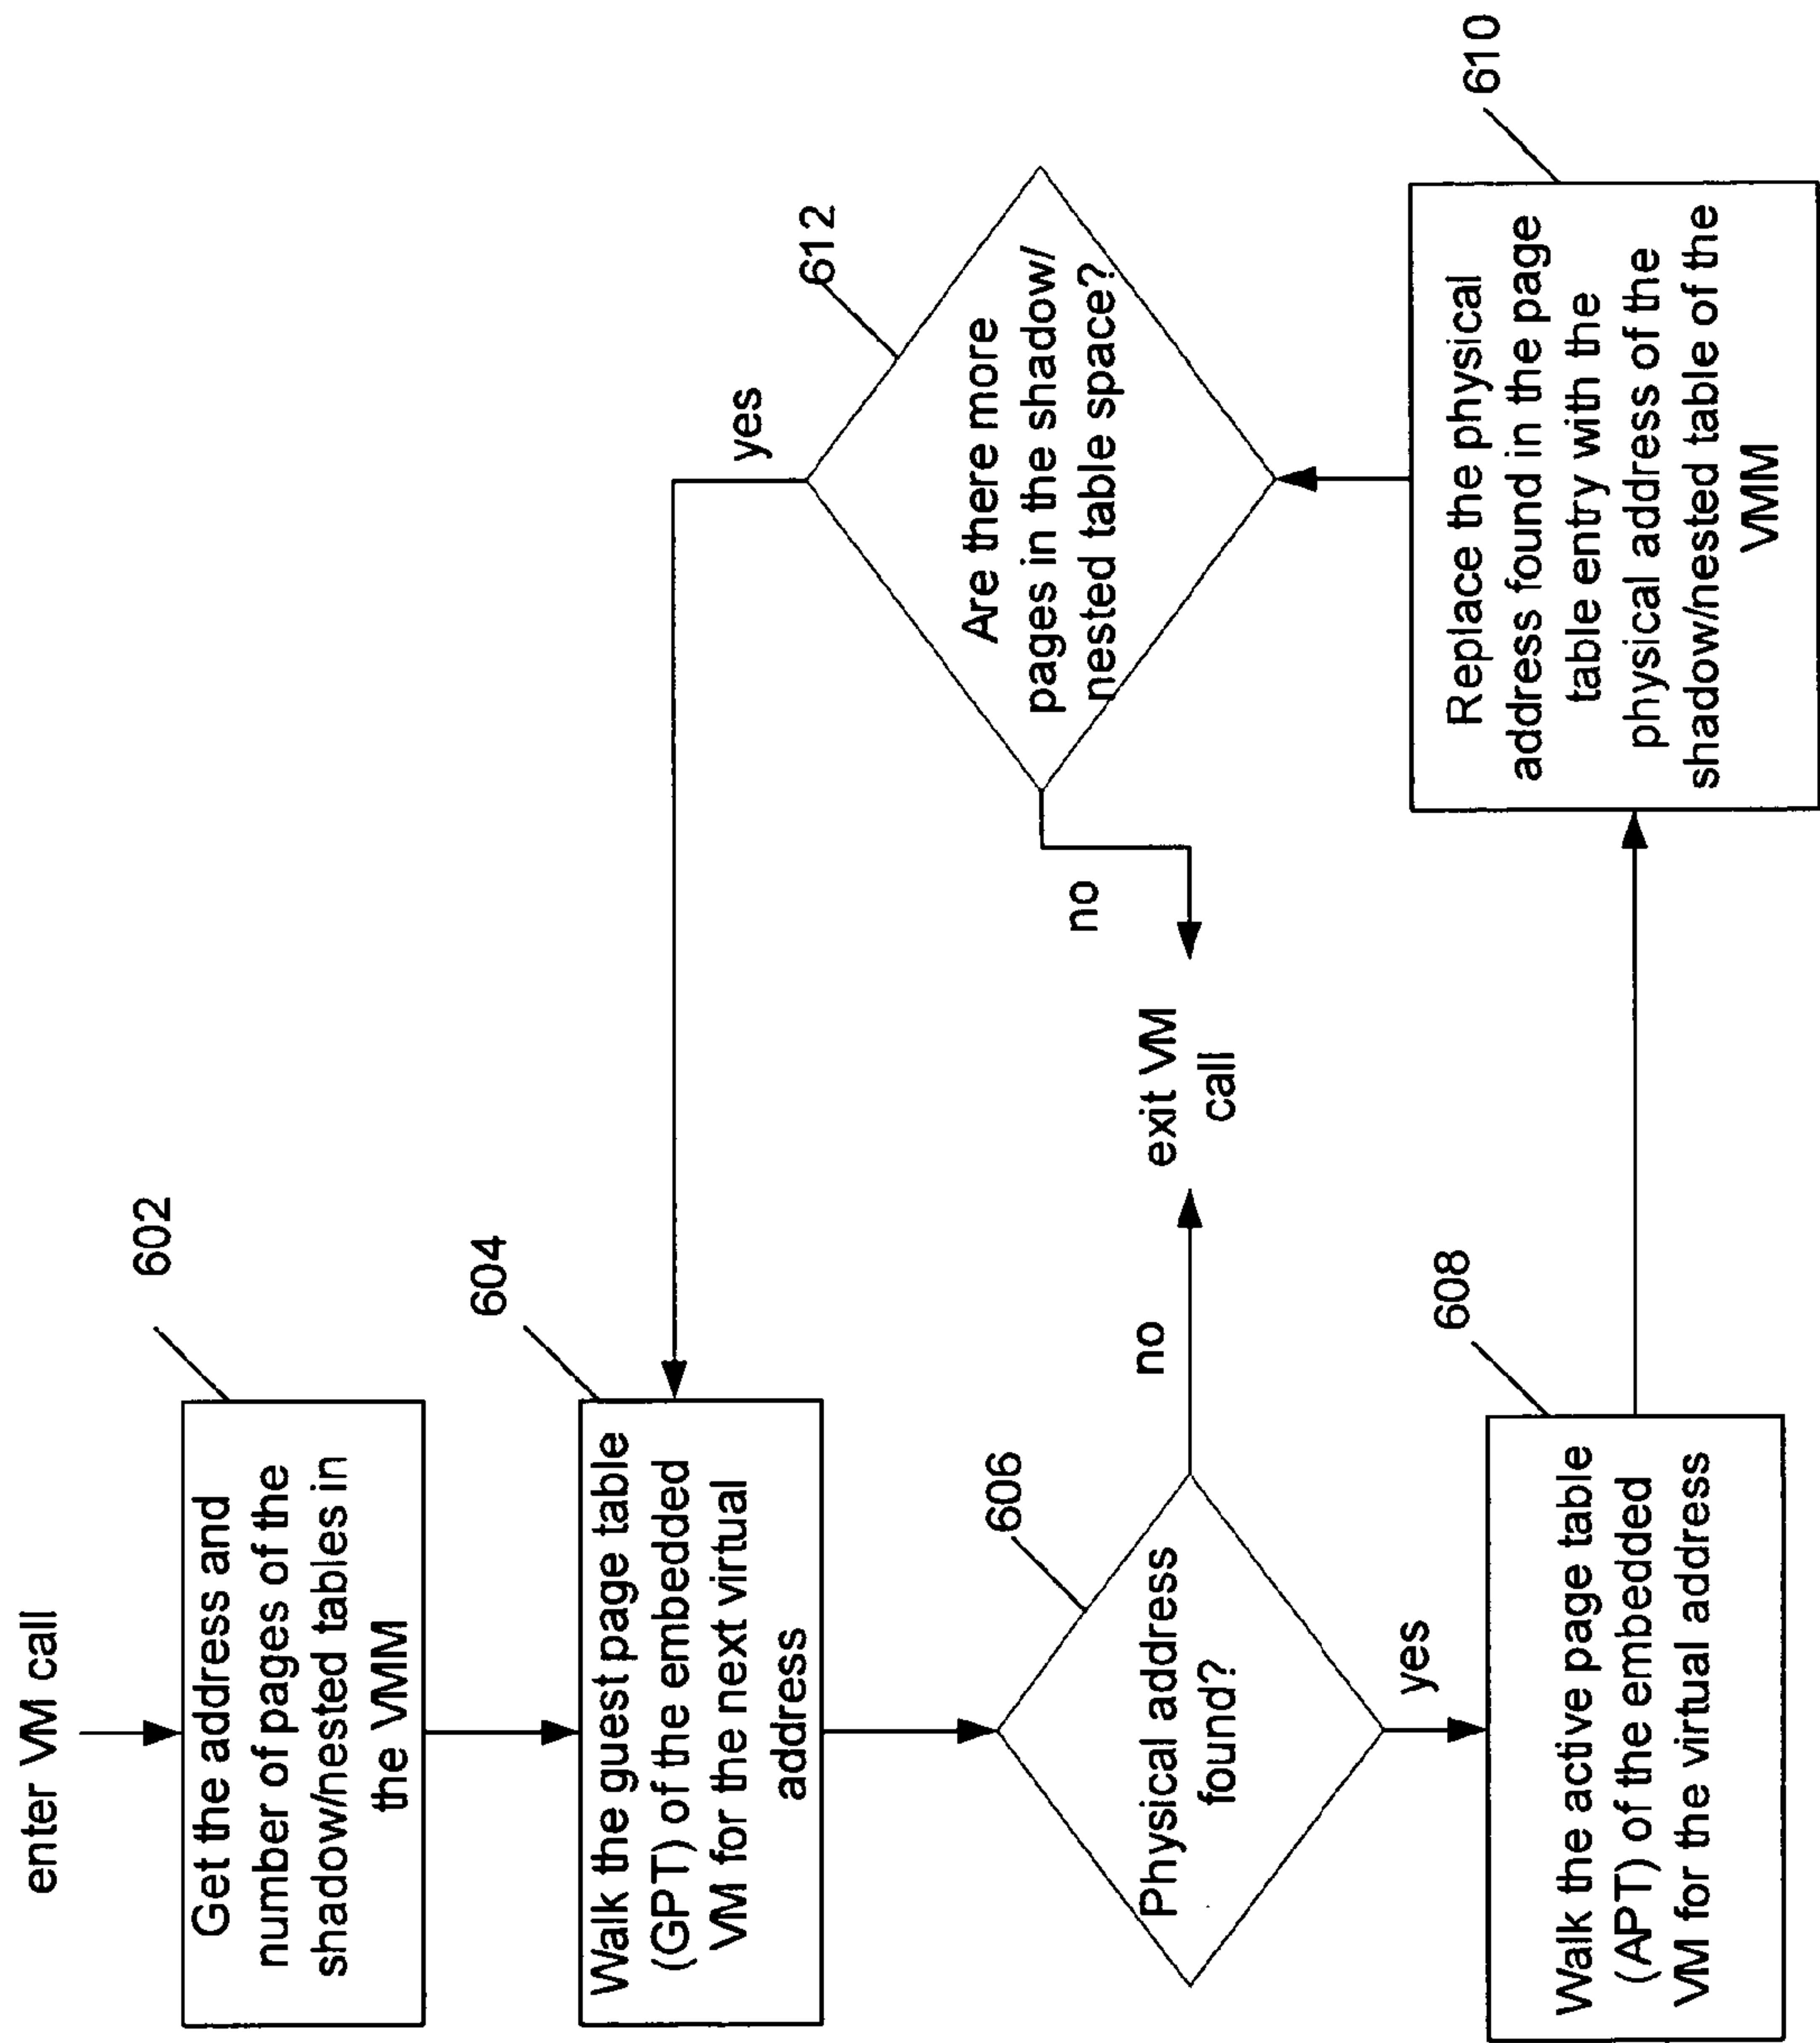 enter VM call
602
Get the address and
number of pages of the
shadow/nested tables in
the VMM
604
Walk the guest page table
(GPT) of the embedded
VM for the next virtual
address
606
Physical address
found?
no
yes
exit VM
call
608
Walk the active page table
(APT) of the embedded
VM for the virtual address
610
Replace the physical
address found in the page
table entry with the
physical address of the
shadow/nested table of the
VMM
612
Are there more
pages in the shadow/
nested table space?
yes
no